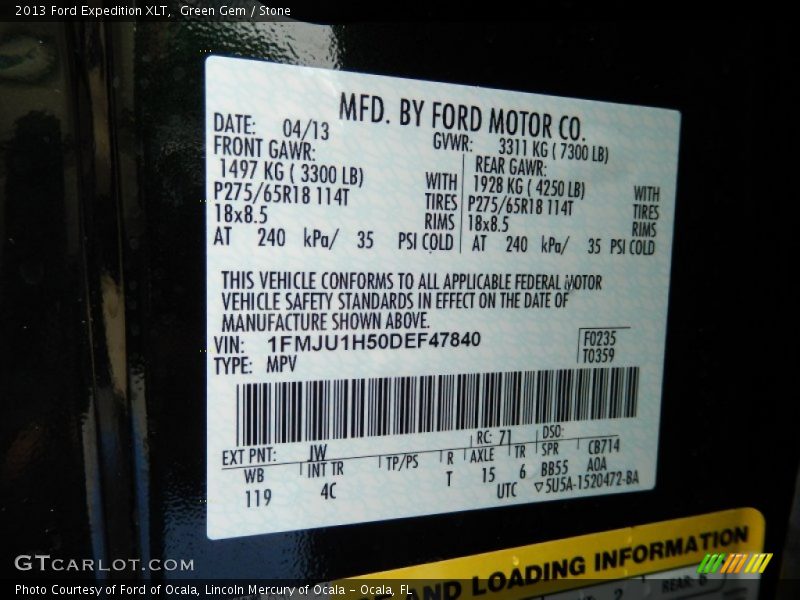 2013 Ford Expedition XLT, Green Gem / Stone
MFD. BY FORD MOTOR CO.
DATE: 04/13
GVWR: 3311 KG ( 7300 LB)
FRONT GAWR:
REAR GAWR:
1497 KG ( 3300 LB)
WITH
1928 KG ( 4250 LB)
WITH
P275/65R18 114T
TIRES
P275/65R18 114T
TIRES
18x8.5
RIMS
18x8.5
RIMS
AT 240 kPa/ 35 PSI COLD
AT 240 kPa/ 35 PSI COLD
THIS VEHICLE CONFORMS TO ALL APPLICABLE FEDERAL MOTOR
VEHICLE SAFETY STANDARDS IN EFFECT ON THE DATE OF
MANUFACTURE SHOWN ABOVE.
VIN: 1FMJU1H50DEF47840
F0235
TYPE: MPV
T0359
EXT PNT: JW
RC: 71
DSO:
WB
INT TR
TP/PS
R
AXLE
TR
SPR
CB714
119
4C
T
15
6
BB55
A0A
UTC
▽5U5A-1520472-BA
AND LOADING INFORMATION
2
REAR:
GTCARLOT.COM
Photo Courtesy of Ford of Ocala, Lincoln Mercury of Ocala – Ocala, FL